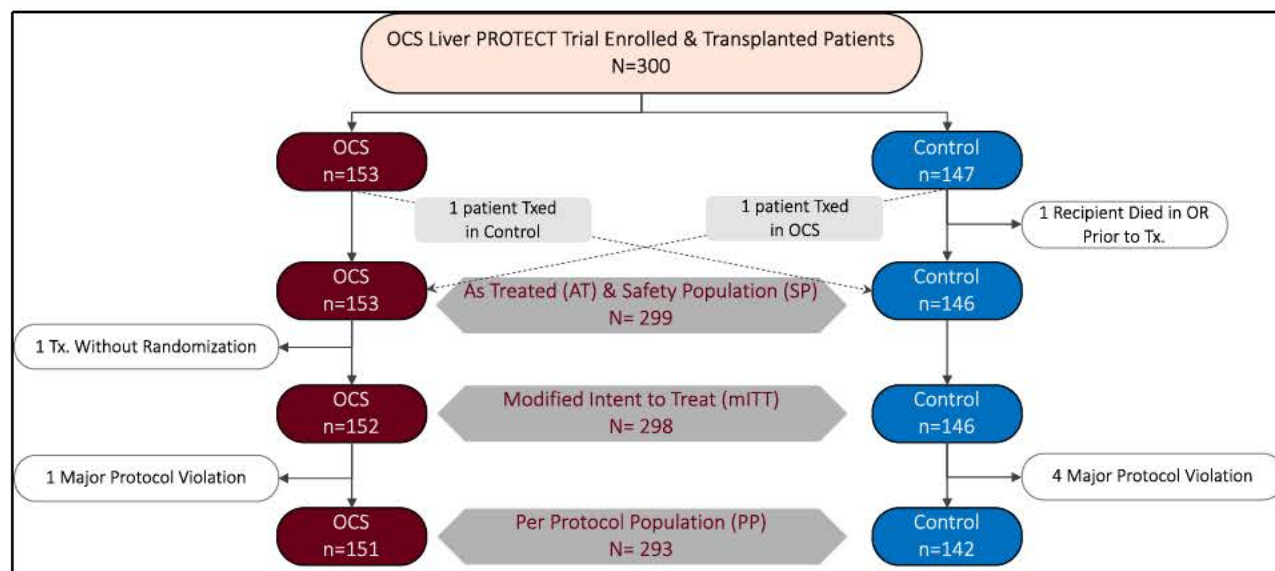 OCS Liver PROTECT Trial Enrolled & Transplanted Patients
N=300
OCS
n=153
Control
n=147
1 patient Txed
in Control
1 patient Txed
in OCS
1 Recipient Died in OR
Prior to Tx.
OCS
n=153
As Treated (AT) & Safety Population (SP)
N= 299
Control
n=146
1 Tx. Without Randomization
OCS
n=152
Modified Intent to Treat (mITT)
N= 298
Control
n=146
1 Major Protocol Violation
4 Major Protocol Violation
OCS
n=151
Per Protocol Population (PP)
N= 293
Control
n=142